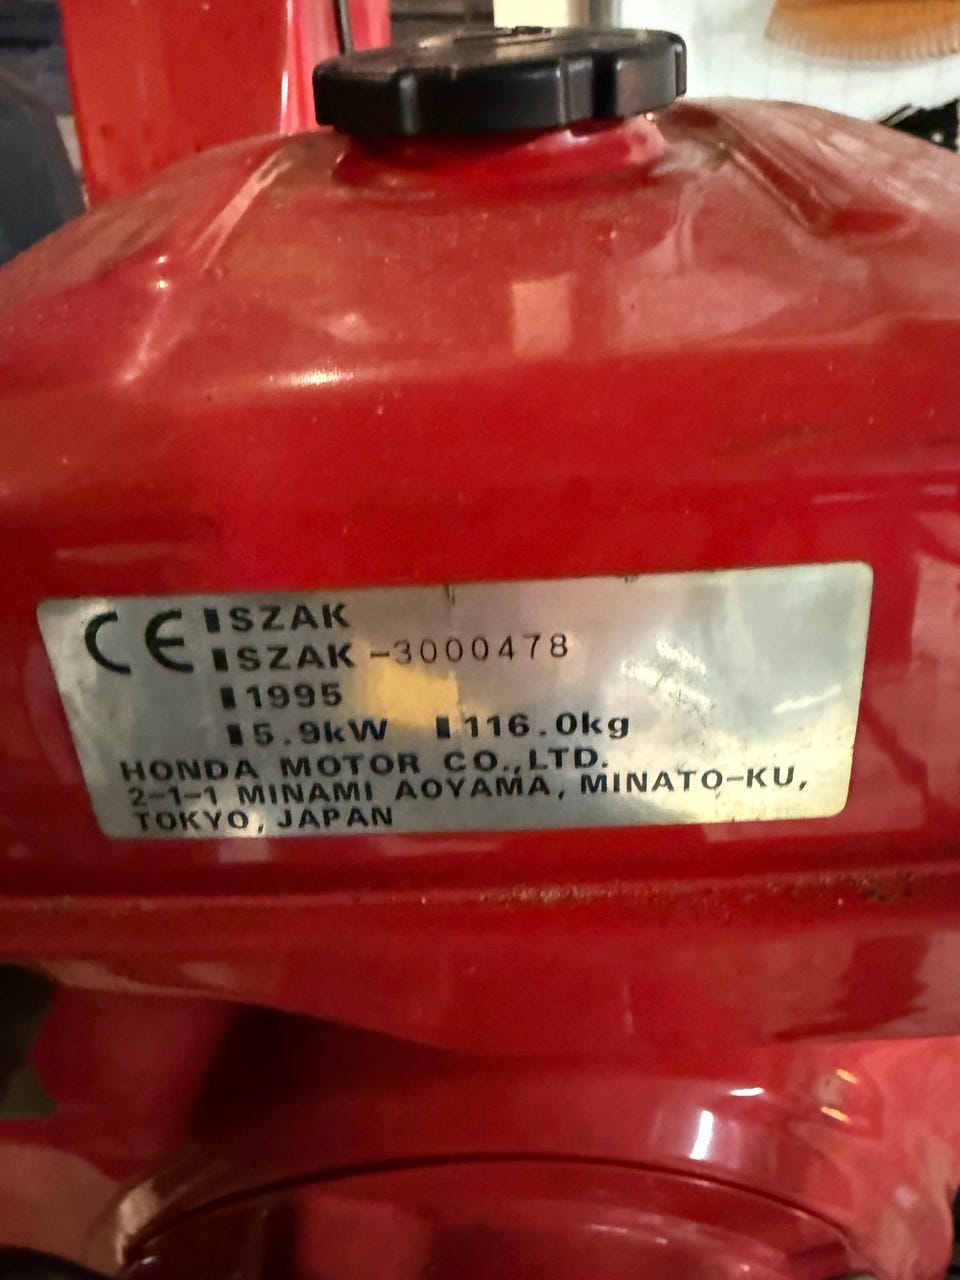 CE SZAK
SZAK-3000478
1995
5.9kW 116.0kg
HONDA MOTOR CO.,LTD.
2-1-1 MINAMI AOYAMA, MINATO-KU,
TOKYO, JAPAN